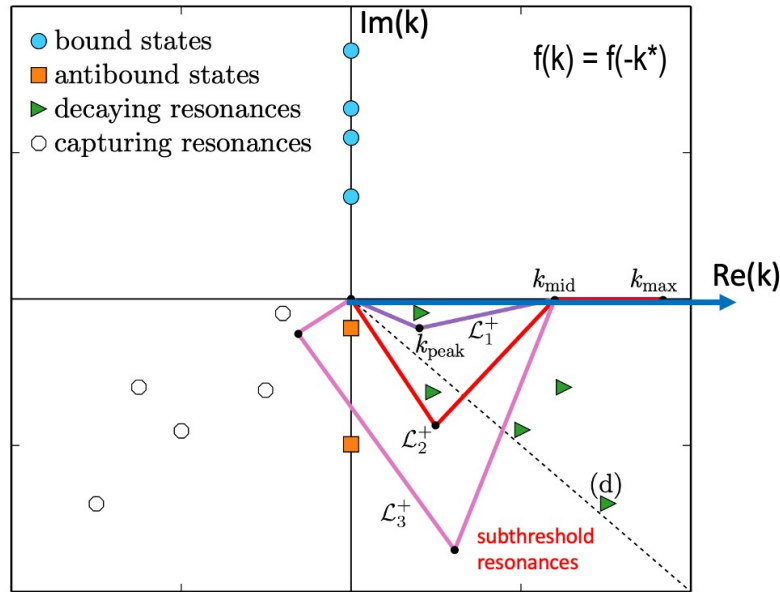 Im(k)
f(k) = f(-k*)
bound states
antibound states
decaying resonances
capturing resonances
k_mid
k_max
Re(k)
k_peak
ℒ₁⁺
ℒ₂⁺
(d)
ℒ₃⁺
subthreshold
resonances